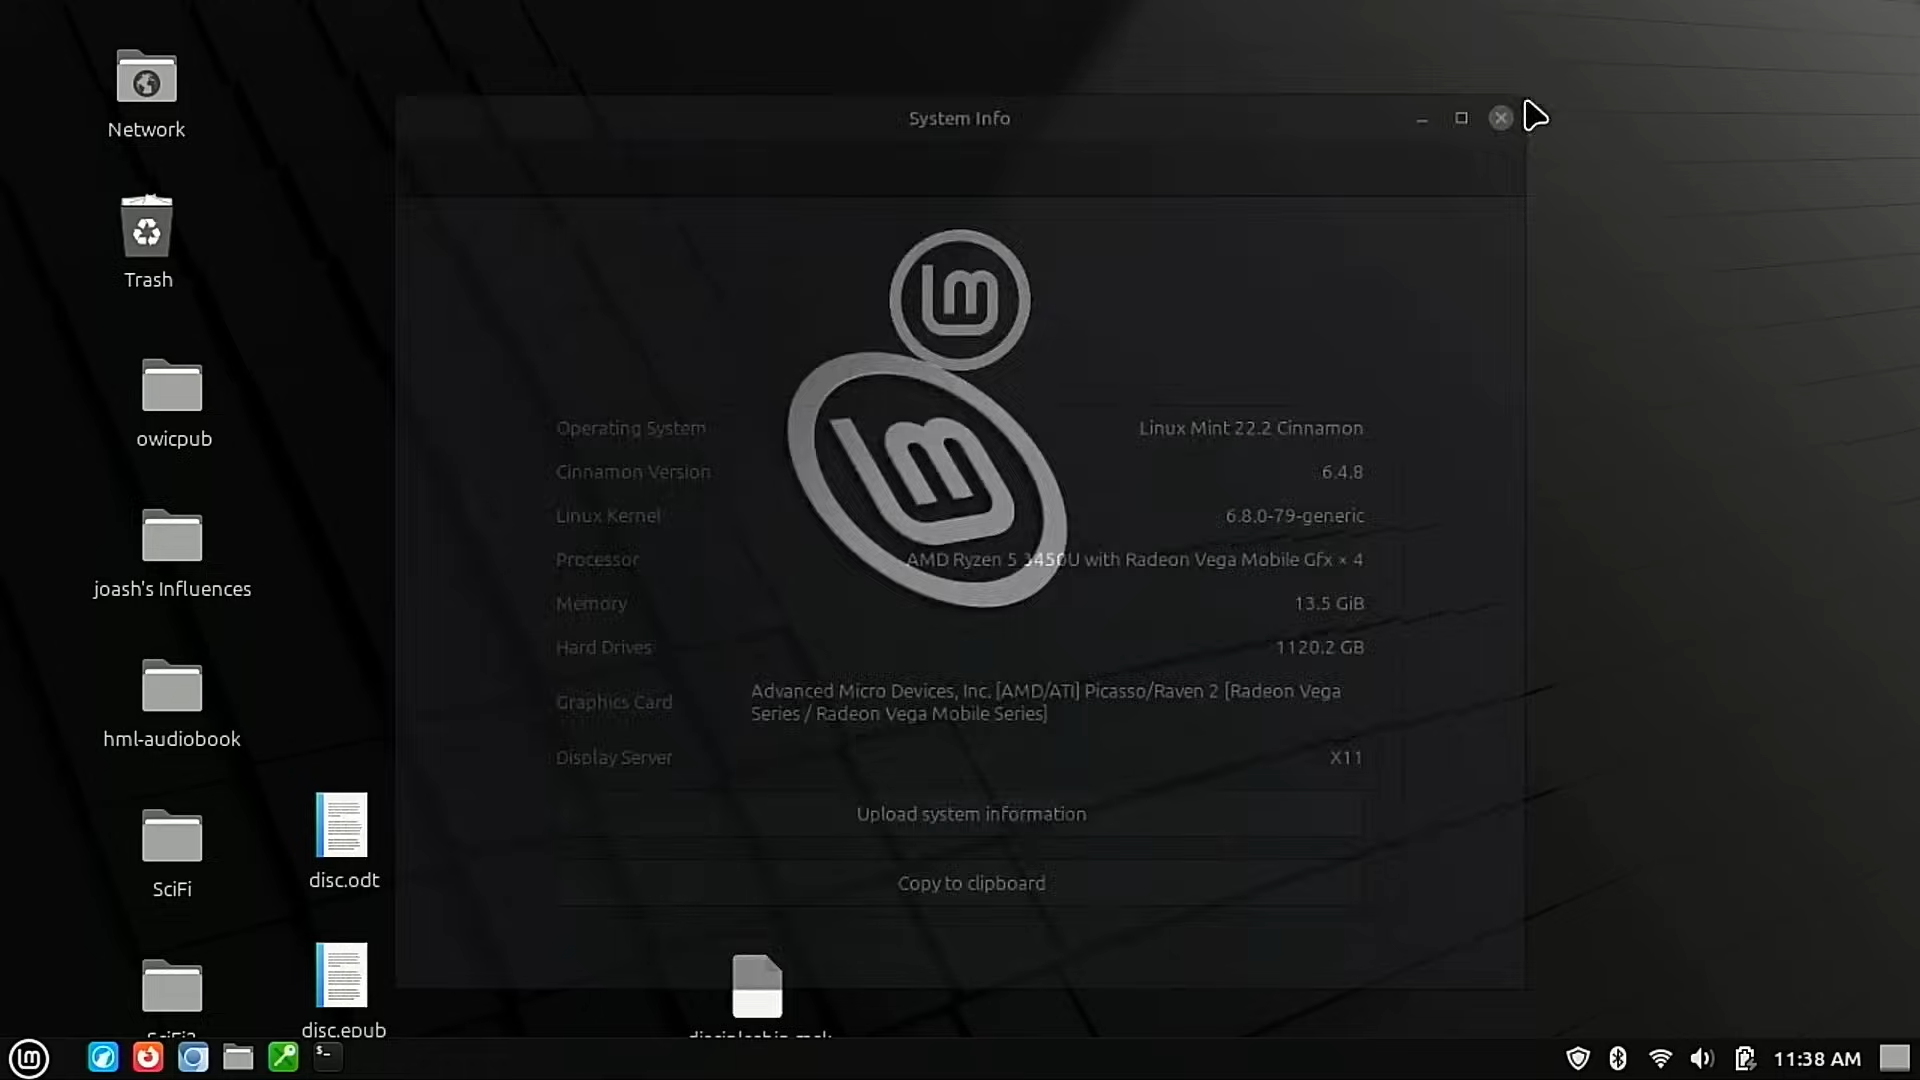 Network
Trash
owicpub
joash's Influences
hml-audiobook
SciFi
disc.odt
disc.epub
System Info
Operating System Linux Mint 22.2 Cinnamon
Cinnamon Version 6.4.8
Linux Kernel 6.8.0-79-generic
Processor AMD Ryzen 5 3450U with Radeon Vega Mobile Gfx × 4
Memory 13.5 GiB
Hard Drives 1120.2 GB
Graphics Card Advanced Micro Devices, Inc. [AMD/ATI] Picasso/Raven 2 [Radeon Vega
Series / Radeon Vega Mobile Series]
Display Server X11
Upload system information
Copy to clipboard
11:38 AM